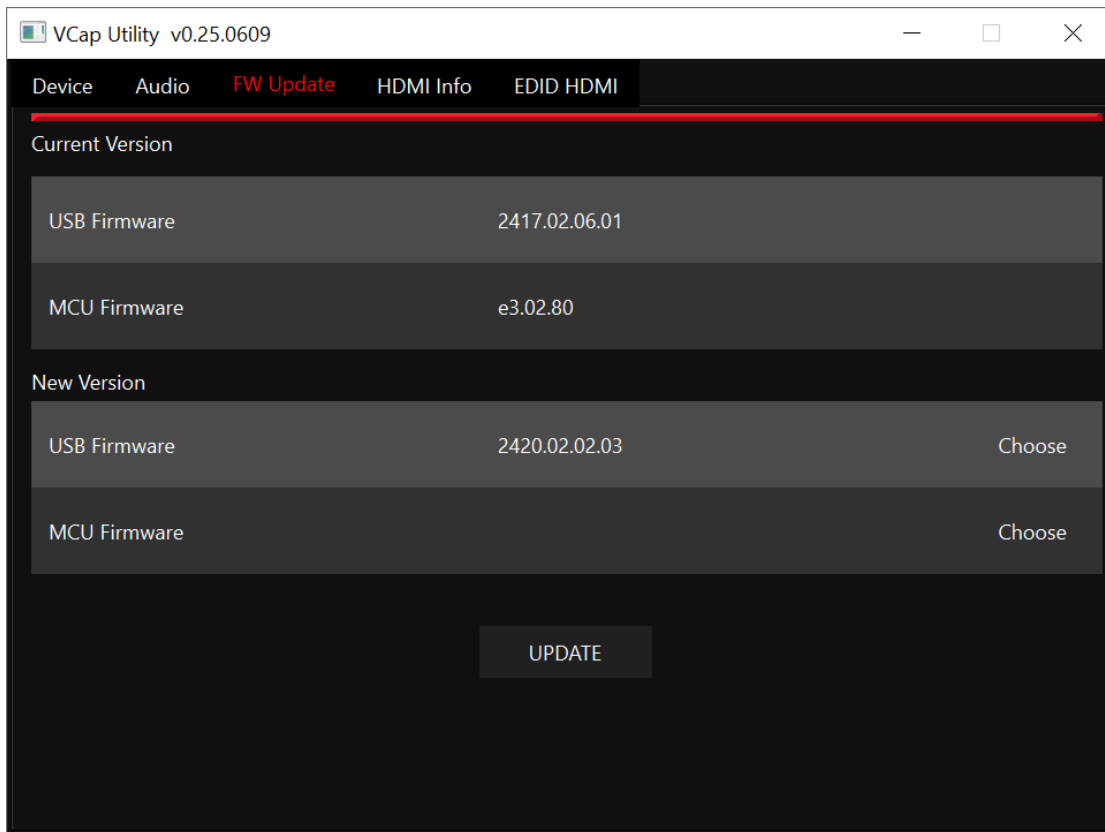 VCap Utility v0.25.0609
Device Audio FW Update HDMI Info EDID HDMI
Current Version
USB Firmware 2417.02.06.01
MCU Firmware e3.02.80
New Version
USB Firmware 2420.02.02.03 Choose
MCU Firmware Choose
UPDATE